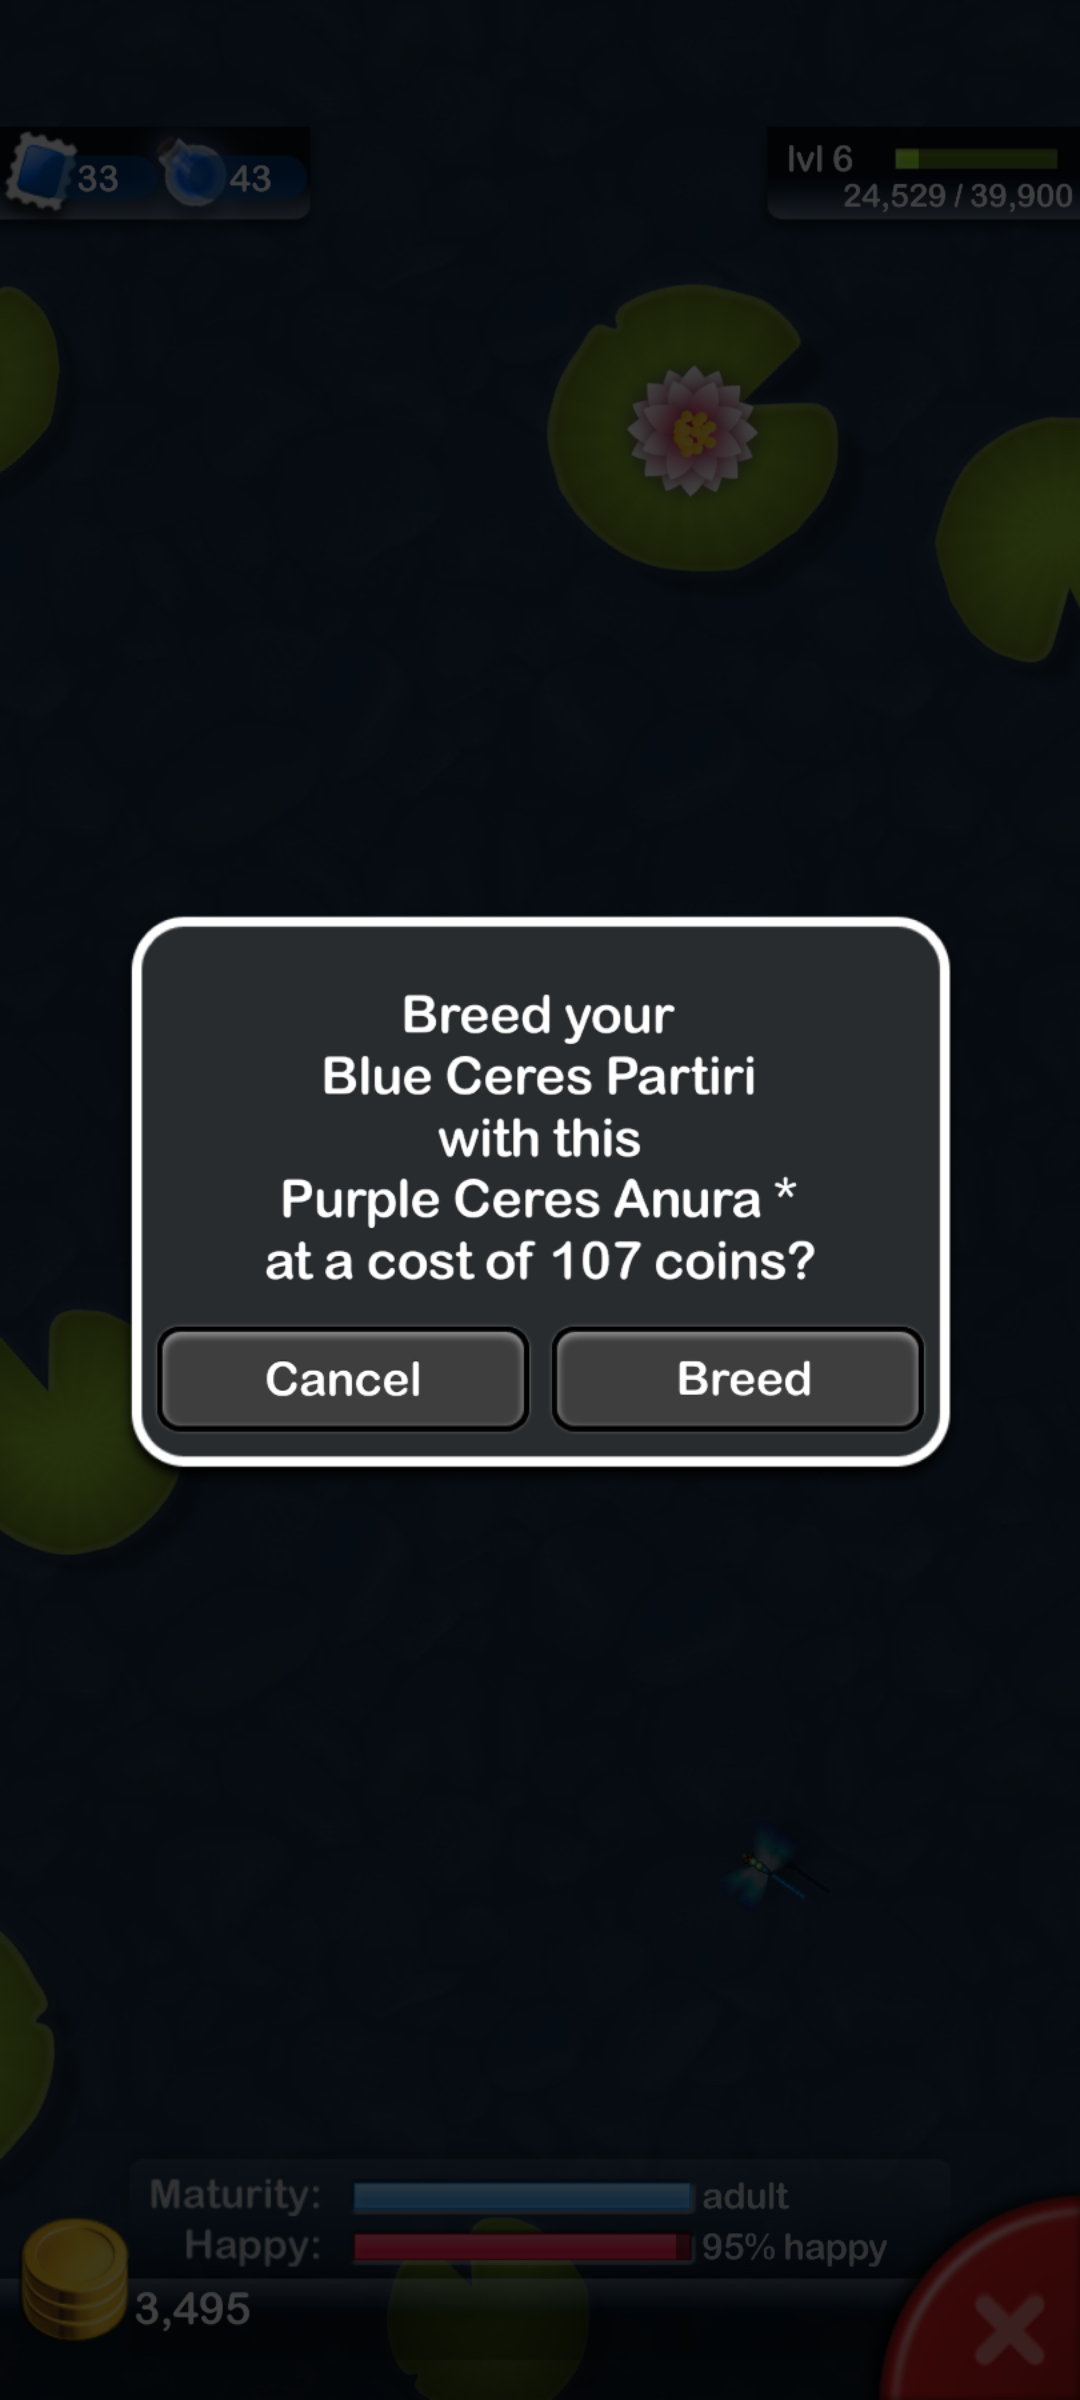 33 43
lvl 6
24,529 / 39,900
Breed your
Blue Ceres Partiri
with this
Purple Ceres Anura *
at a cost of 107 coins?
Cancel Breed
Maturity: adult
Happy: 95% happy
3,495